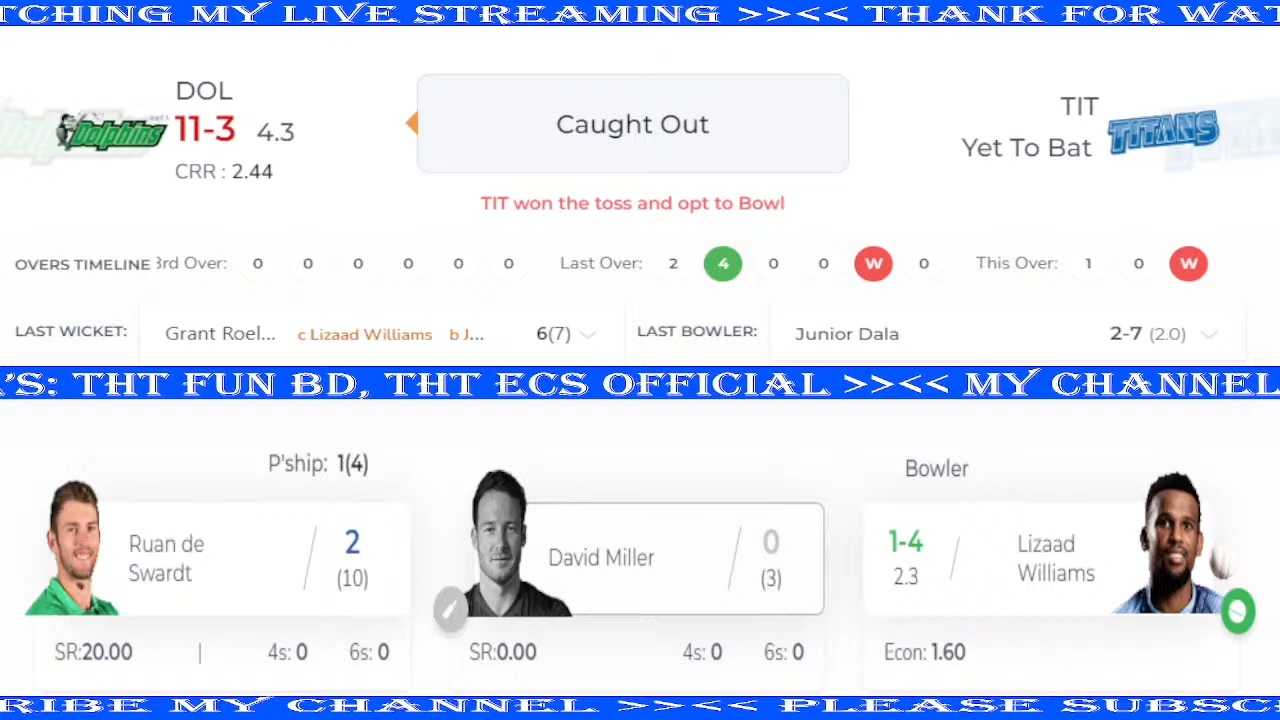 TCHING MY LIVE STREAMING >><< THANK FOR WAT
DOL
11-3 4.3
CRR : 2.44
Dolphins
Caught Out
TIT
Yet To Bat
TITANS
TIT won the toss and opt to Bowl
OVERS TIMELINE 3rd Over: 0 0 0 0 0 0 Last Over: 2 4 0 0 W 0 This Over: 1 0 W
LAST WICKET: Grant Roel... c Lizaad Williams b J... 6(7) LAST BOWLER: Junior Dala 2-7 (2.0)
A'S: THT FUN BD, THT ECS OFFICIAL >><< MY CHANNEL
P'ship: 1(4)
Bowler
Ruan de
Swardt
2
(10)
David Miller
0
(3)
1-4
2.3
Lizaad
Williams
SR:20.00 | 4s: 0 6s: 0
SR:0.00 4s: 0 6s: 0
Econ: 1.60
RIBE MY CHANNEL >><< PLEASE SUBSC